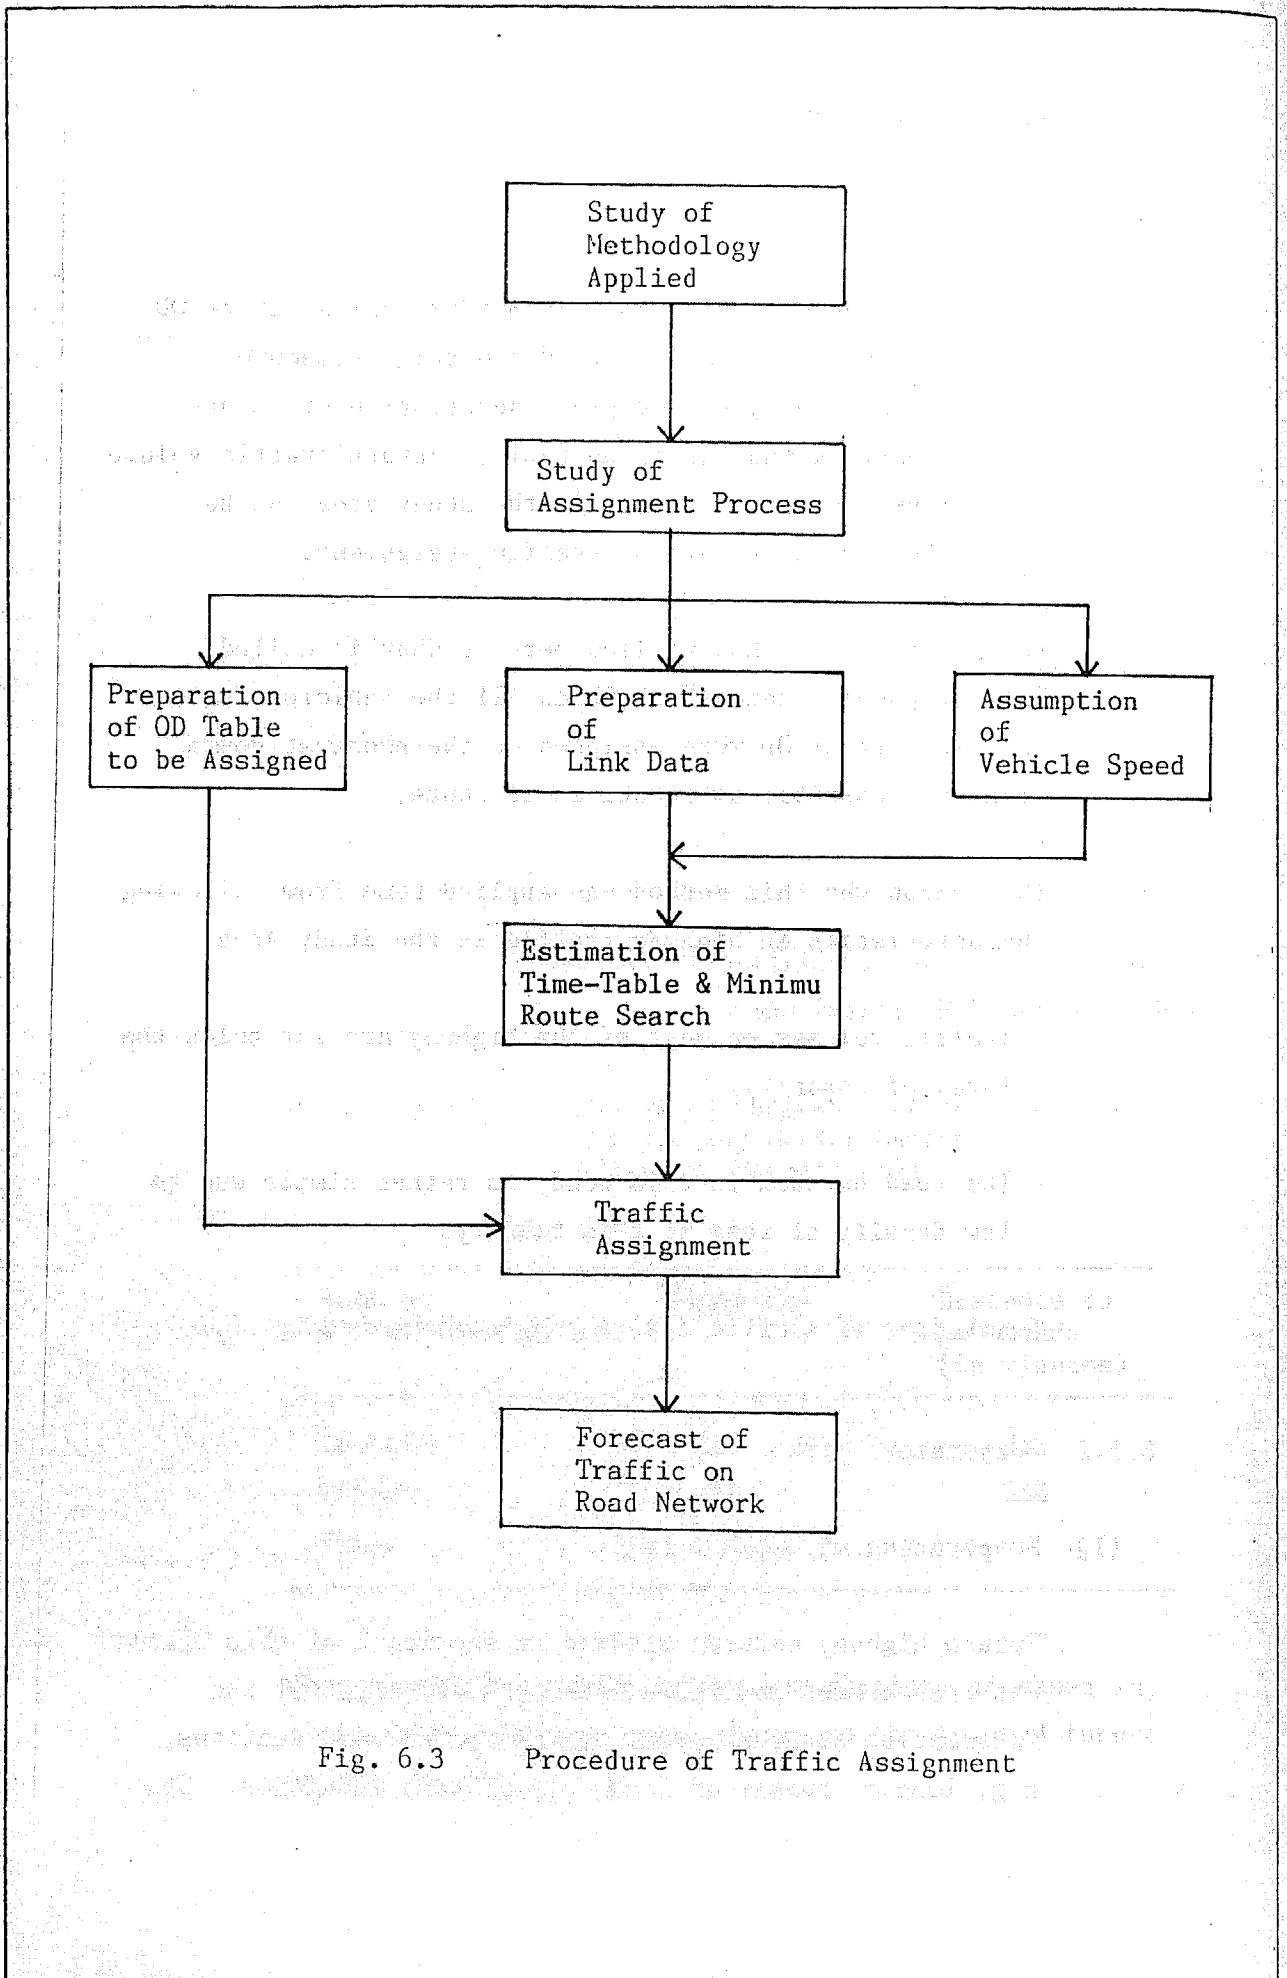 Study of
Methodology
Applied
Study of
Assignment Process
Preparation
of OD Table
to be Assigned
Preparation
of
Link Data
Assumption
of
Vehicle Speed
Estimation of
Time-Table & Minimu
Route Search
Traffic
Assignment
Forecast of
Traffic on
Road Network
Fig. 6.3 Procedure of Traffic Assignment